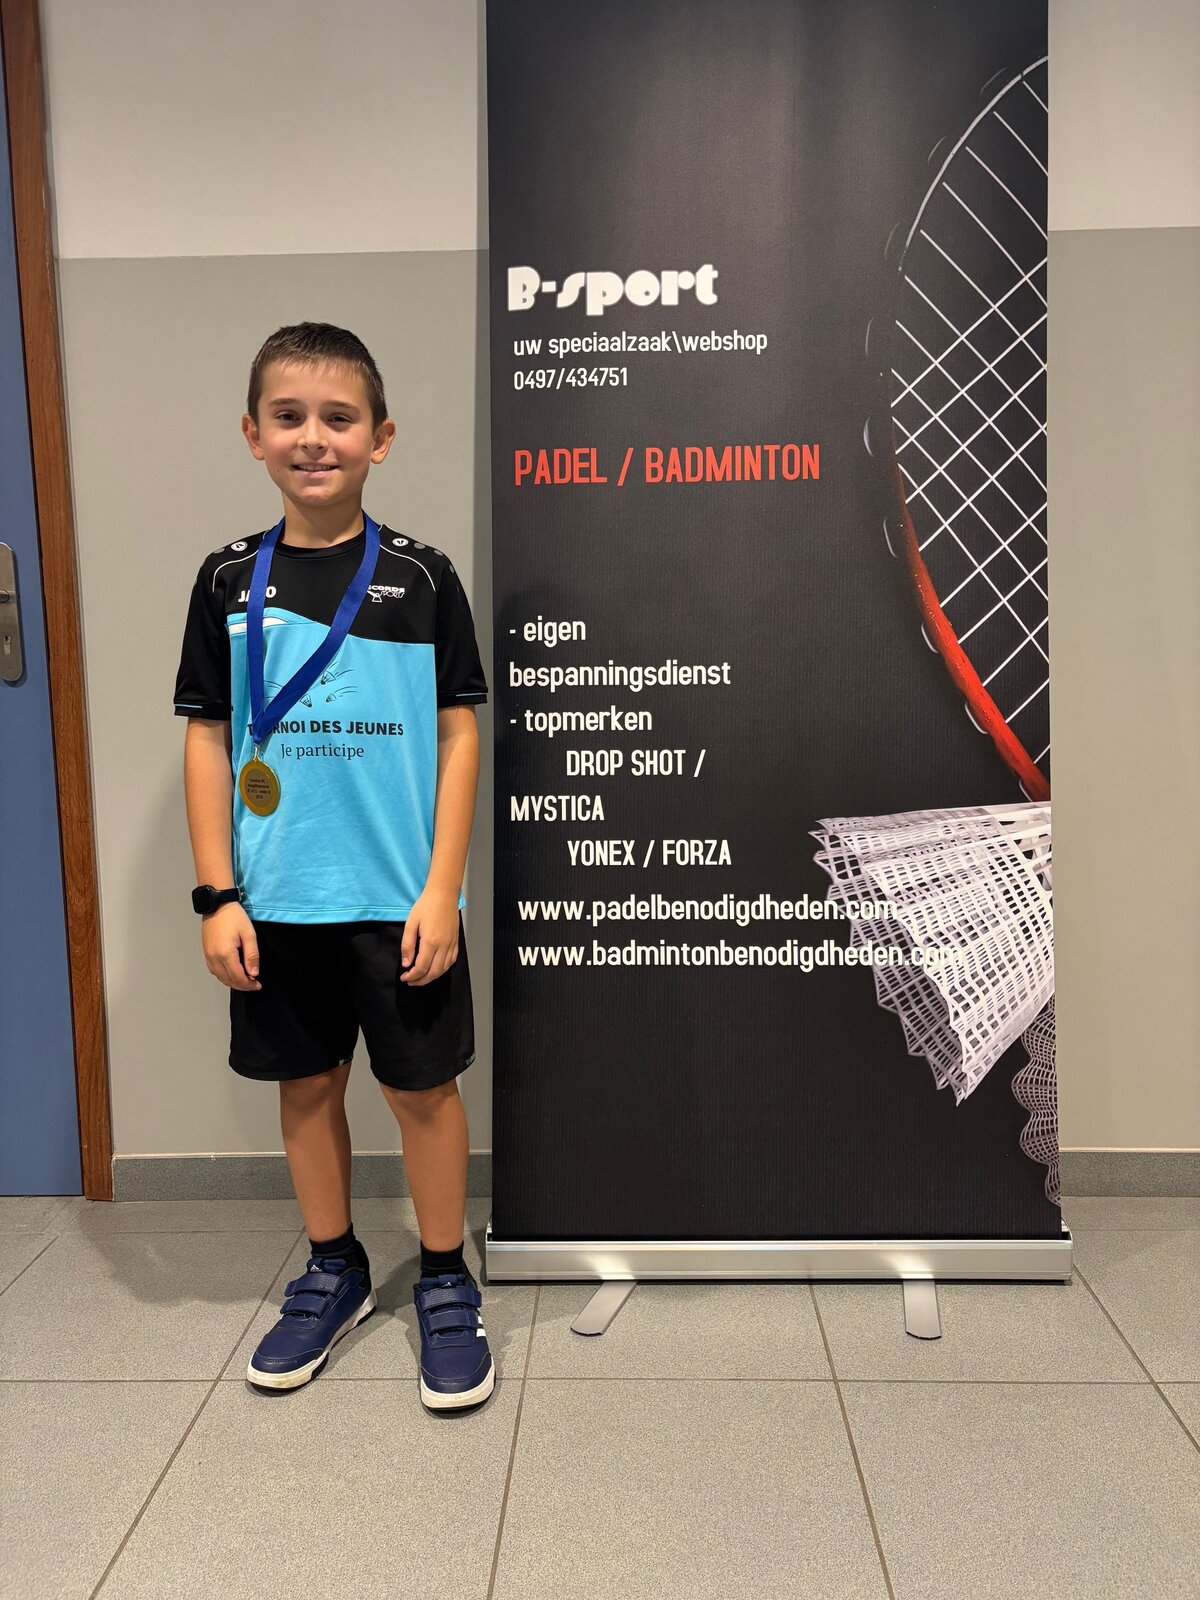 B-sport
uw speciaalzaak\webshop
0497/434751
PADEL / BADMINTON
- eigen
bespanningsdienst
- topmerken
DROP SHOT /
MYSTICA
YONEX / FORZA
www.padelbenodigdheden.com
www.badmintonbenodigdheden.com
TOURNOI DES JEUNES
Je participe
2025